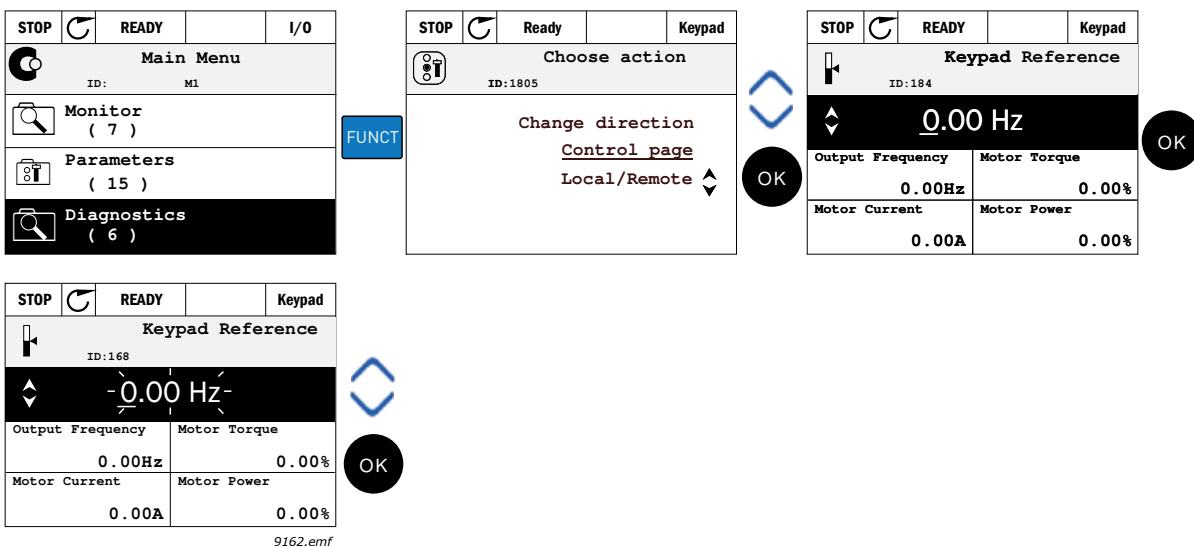 STOP READY I/O
Main Menu
ID: M1
Monitor
( 7 )
Parameters
( 15 )
Diagnostics
( 6 )
FUNCT
STOP Ready Keypad
Choose action
ID:1805
Change direction
Control page
Local/Remote
OK
STOP READY Keypad
Keypad Reference
ID:184
0.00 Hz
Output Frequency Motor Torque
0.00Hz 0.00%
Motor Current Motor Power
0.00A 0.00%
OK
STOP READY Keypad
Keypad Reference
ID:168
0.00 Hz
Output Frequency Motor Torque
0.00Hz 0.00%
Motor Current Motor Power
0.00A 0.00%
OK
9162.emf